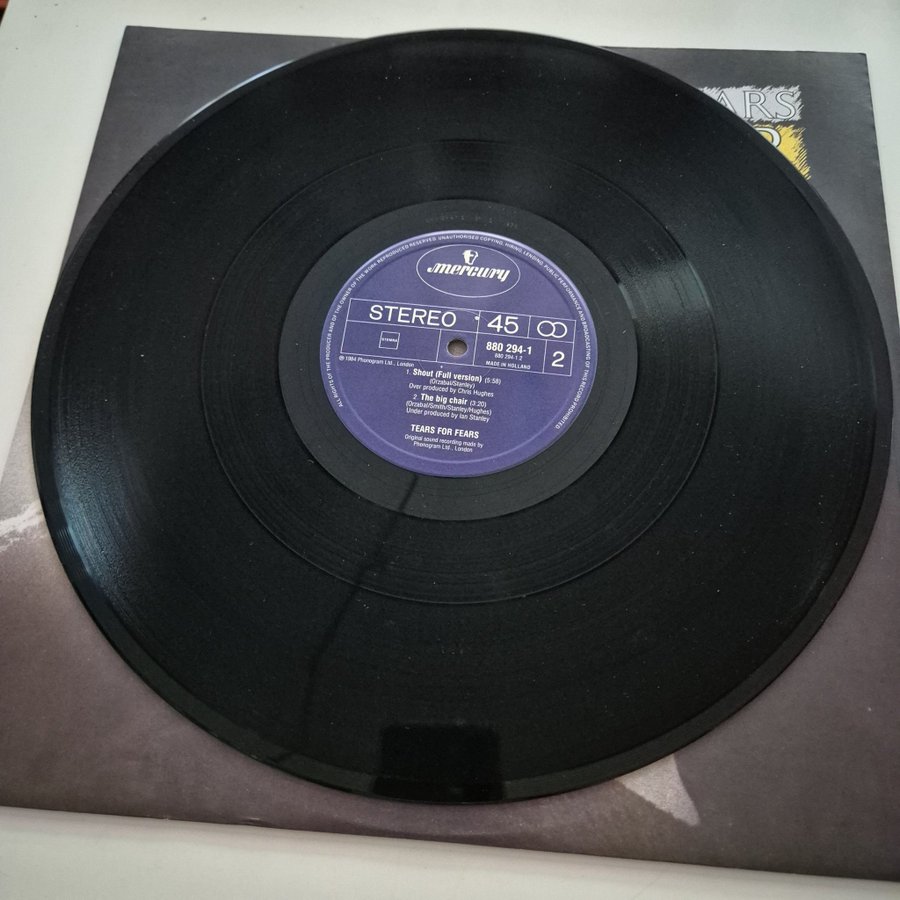 ARS
ALL RIGHTS OF THE PRODUCER AND OF THE OWNER OF THE WORK REPRODUCED RESERVED. UNAUTHORISED COPYING, HIRING, LENDING, PUBLIC PERFORMANCE AND BROADCASTING OF THIS RECORD PROHIBITED.
mercury
STEREO 45
STEMRA
880 294-1
880 294-1.2
MADE IN HOLLAND
2
℗ 1984 Phonogram Ltd., London
1. Shout (Full version) (5:58)
(Orzabal/Stanley)
Over produced by Chris Hughes
2. The big chair (3:20)
(Orzabal/Smith/Stanley/Hughes)
Under produced by Ian Stanley
TEARS FOR FEARS
Original sound recording made by
Phonogram Ltd., London